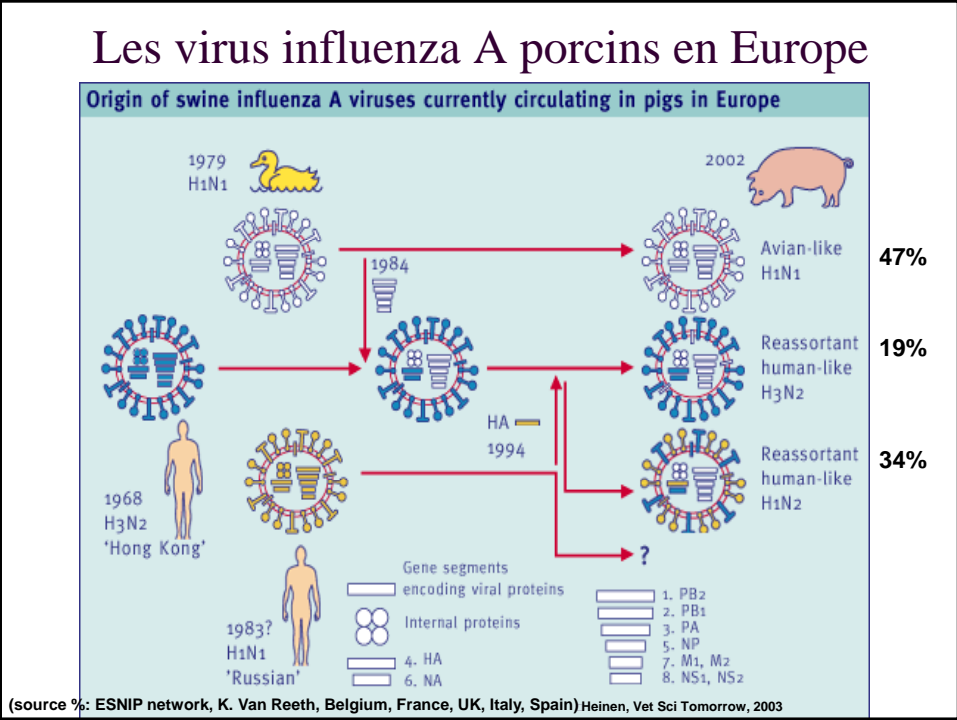 Les virus influenza A porcins en Europe
Origin of swine influenza A viruses currently circulating in pigs in Europe
1979
H1N1
2002
Avian-like
H1N1
47%
1984
Reassortant
human-like
H3N2
19%
HA
1994
Reassortant
human-like
H1N2
34%
1968
H3N2
'Hong Kong'
?
1983?
H1N1
'Russian'
Gene segments
encoding viral proteins
Internal proteins
4. HA
6. NA
1. PB2
2. PB1
3. PA
5. NP
7. M1, M2
8. NS1, NS2
(source %: ESNIP network, K. Van Reeth, Belgium, France, UK, Italy, Spain) Heinen, Vet Sci Tomorrow, 2003